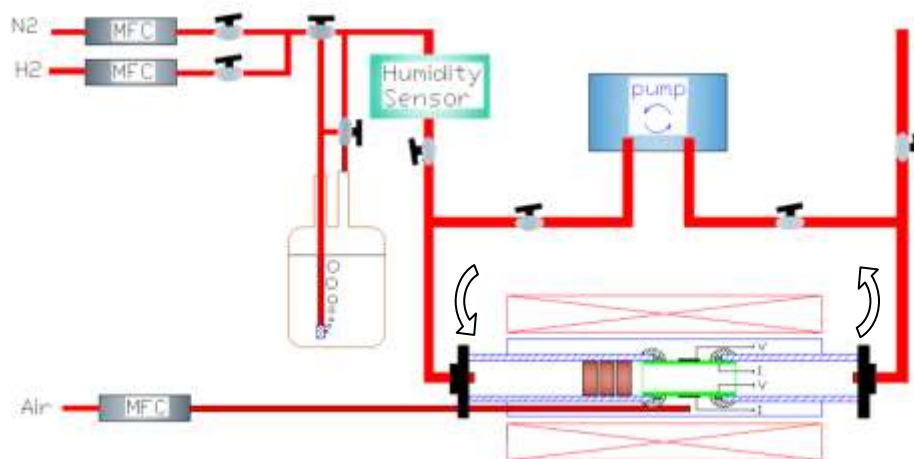 N2
MFC
H2
MFC
Humidity
Sensor
pump
V
I
V
I
Air
MFC